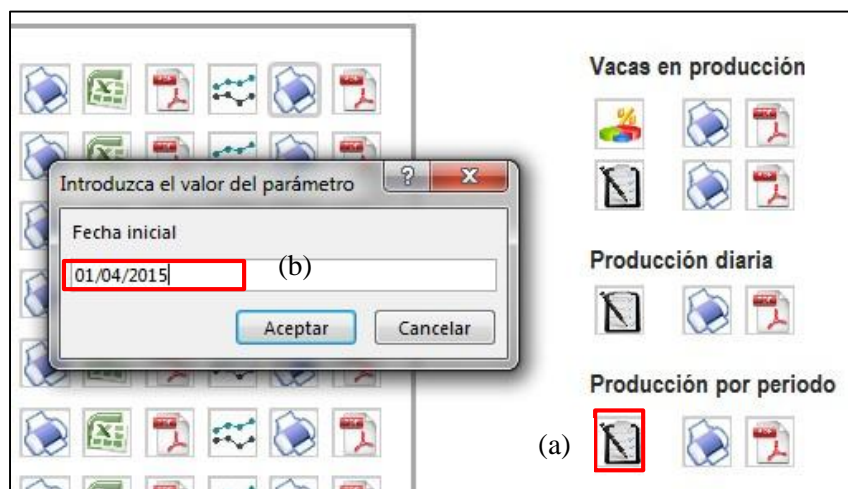 Vacas en producción
Introduzca el valor del parámetro
Fecha inicial
01/04/2015
(b)
Aceptar
Cancelar
Producción diaria
Producción por periodo
(a)